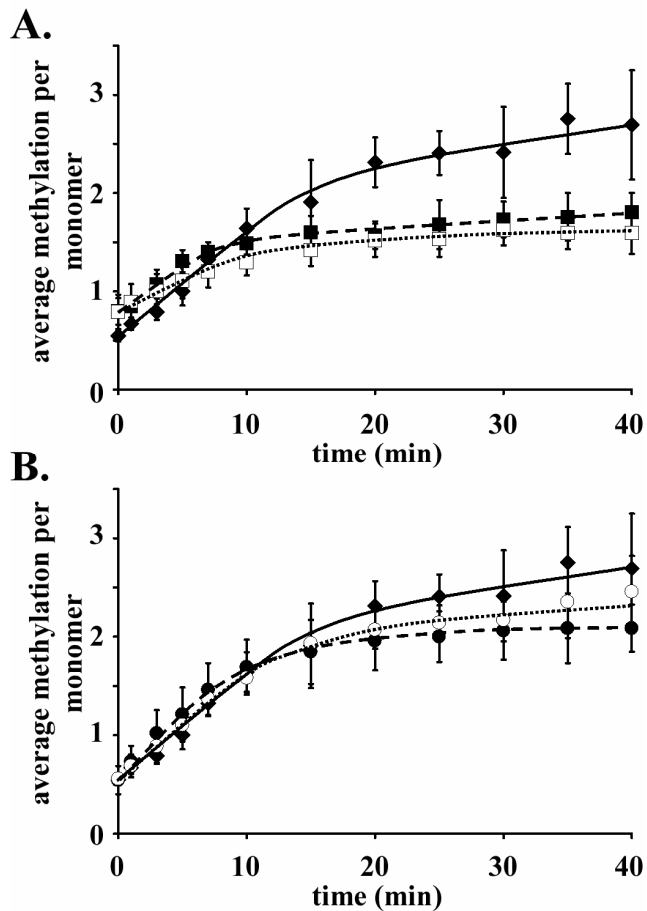 A.
average methylation per
monomer
3
2
1
0
0 10 20 30 40
time (min)
B.
average methylation per
monomer
3
2
1
0
0 10 20 30 40
time (min)